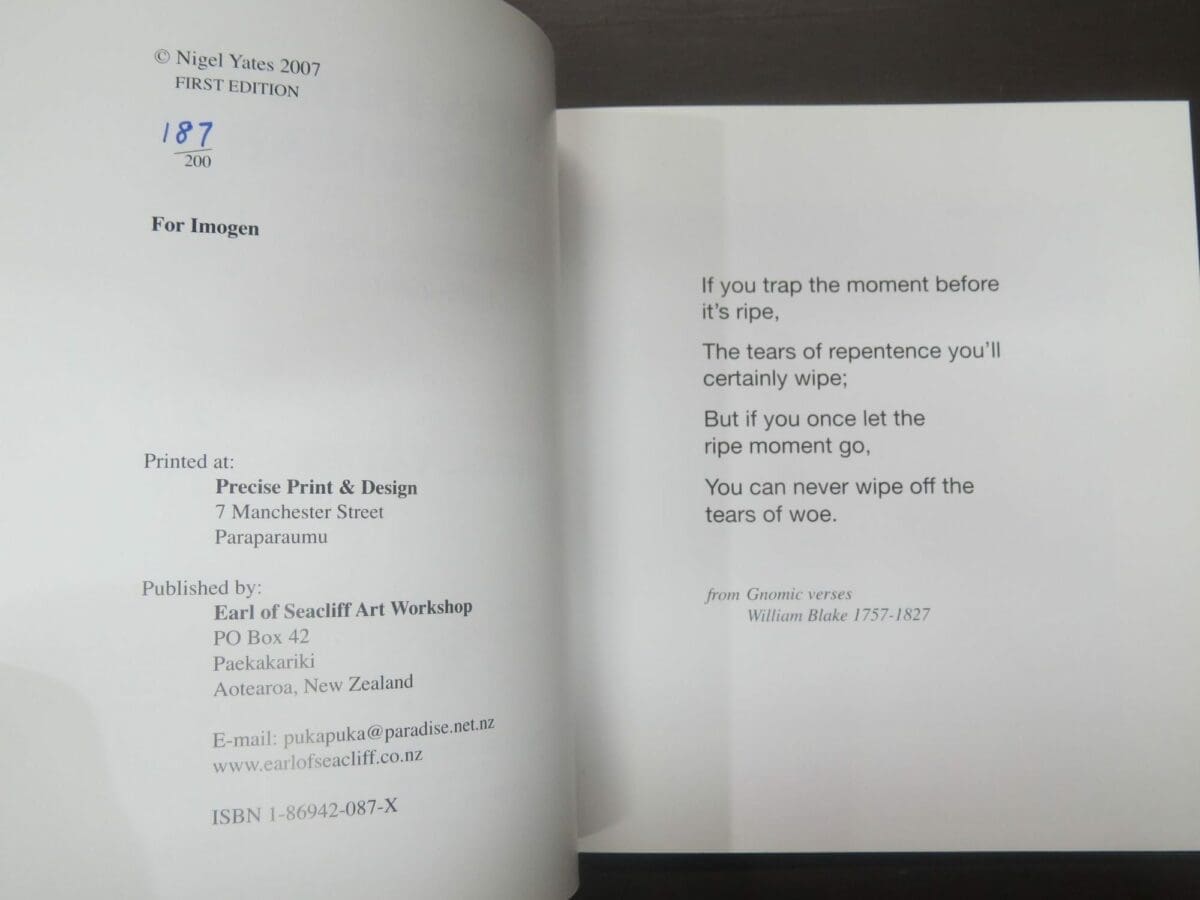 © Nigel Yates 2007
FIRST EDITION
187
200
For Imogen
Printed at:
Precise Print & Design
7 Manchester Street
Paraparaumu
Published by:
Earl of Seacliff Art Workshop
PO Box 42
Paekakariki
Aotearoa, New Zealand
E-mail: pukapuka@paradise.net.nz
www.earlofseacliff.co.nz
ISBN 1-86942-087-X
If you trap the moment before
it's ripe,
The tears of repentence you'll
certainly wipe;
But if you once let the
ripe moment go,
You can never wipe off the
tears of woe.
from Gnomic verses
William Blake 1757-1827